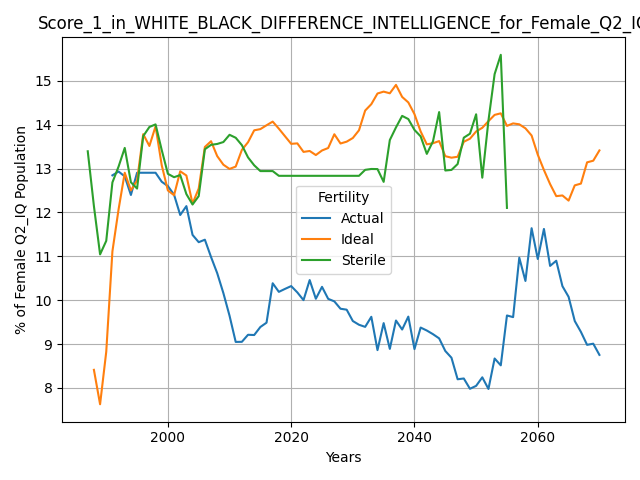 Score_1_in_WHITE_BLACK_DIFFERENCE_INTELLIGENCE_for_Female_Q2_IQ
% of Female Q2_IQ Population
15
14
13
12
11
10
9
8
Fertility
Actual
Ideal
Sterile
2000
2020
2040
2060
Years